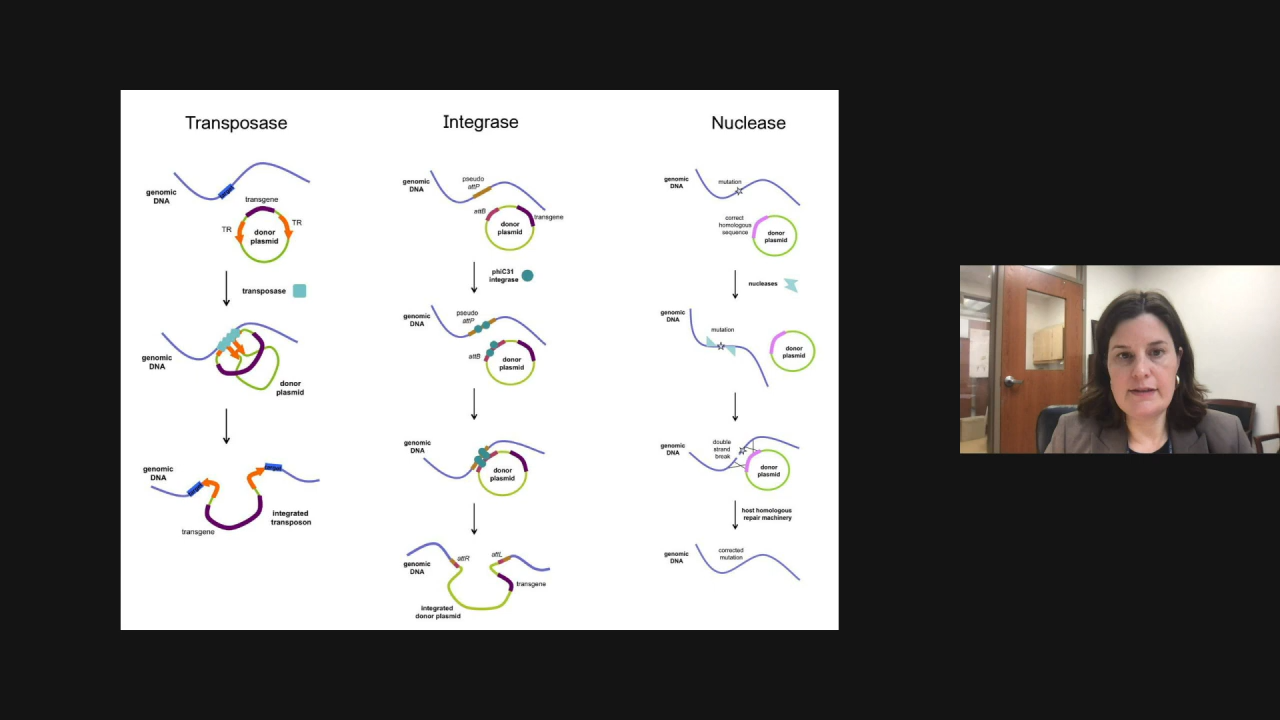 Transposase
genomic
DNA
target
transgene
TR
TR
donor
plasmid
transposase
genomic
DNA
donor
plasmid
genomic
DNA
target
target
integrated
transposon
transgene
Integrase
genomic
DNA
pseudo
attP
attB
transgene
donor
plasmid
phiC31
integrase
genomic
DNA
pseudo
attP
attB
donor
plasmid
genomic
DNA
donor
plasmid
genomic
DNA
attR
attL
transgene
integrated
donor plasmid
Nuclease
genomic
DNA
mutation
correct
homologous
sequence
donor
plasmid
nucleases
genomic
DNA
mutation
donor
plasmid
genomic
DNA
double
strand
break
donor
plasmid
host homologous
repair machinery
genomic
DNA
corrected
mutation